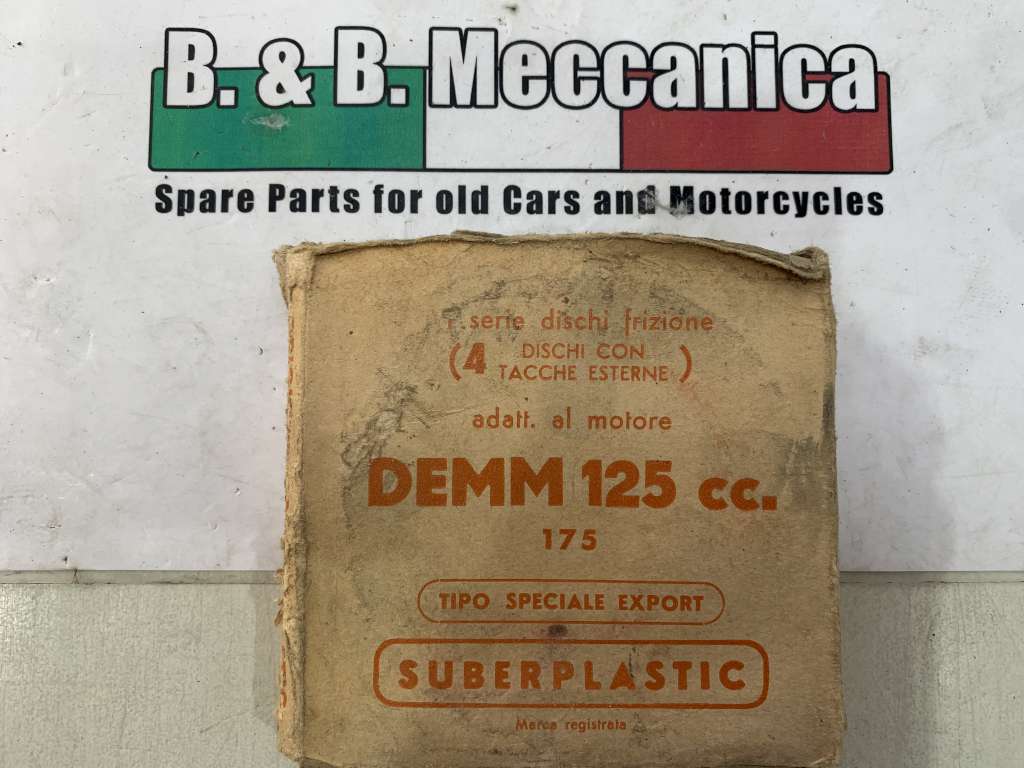 B. & B. Meccanica
Spare Parts for old Cars and Motorcycles
serie dischi frizione
(4 DISCHI CON
TACCHE ESTERNE)
adatt. al motore
DEMM 125 cc.
175
TIPO SPECIALE EXPORT
SUBERPLASTIC
Marca registrata